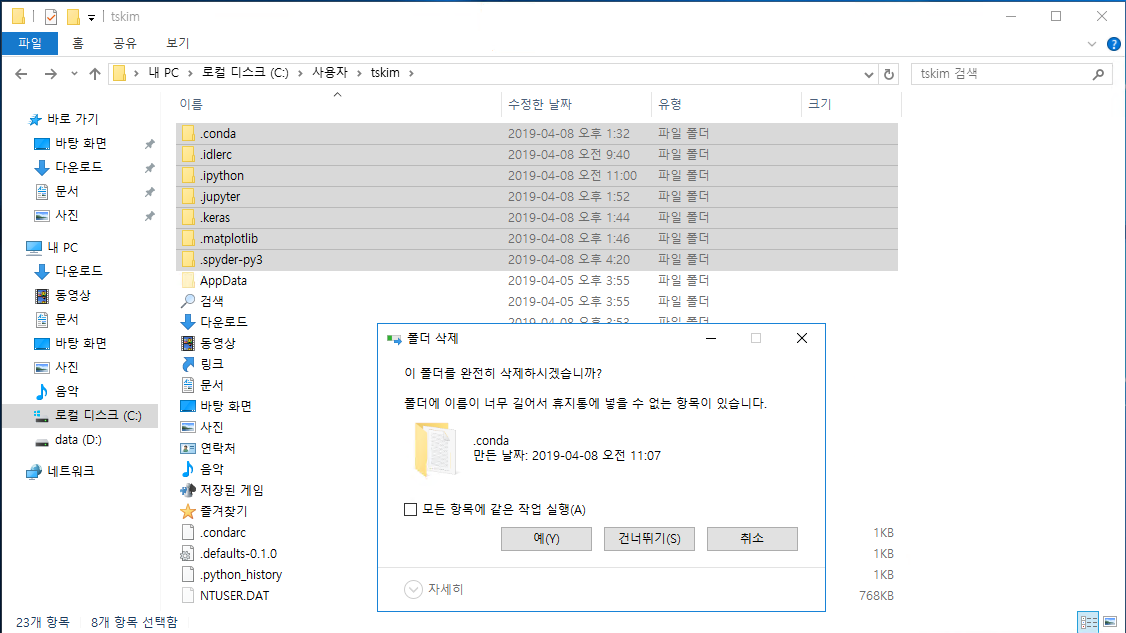 tskim
파일 홈 공유 보기
내 PC 로컬 디스크 (C:) 사용자 tskim
tskim 검색
이름 수정한 날짜 유형 크기
바로 가기
바탕 화면
다운로드
문서
사진
내 PC
다운로드
동영상
문서
바탕 화면
사진
음악
로컬 디스크 (C:)
data (D:)
네트워크
.conda 2019-04-08 오후 1:32 파일 폴더
.idlerc 2019-04-08 오전 9:40 파일 폴더
.ipython 2019-04-08 오전 11:00 파일 폴더
.jupyter 2019-04-08 오후 1:52 파일 폴더
.keras 2019-04-08 오후 1:44 파일 폴더
.matplotlib 2019-04-08 오후 1:46 파일 폴더
.spyder-py3 2019-04-08 오후 4:20 파일 폴더
AppData 2019-04-05 오후 3:55 파일 폴더
검색 2019-04-05 오후 3:55 파일 폴더
다운로드 2019-04-08 오후 3:53 파일 폴더
동영상
링크
문서
바탕 화면
사진
연락처
음악
저장된 게임
즐겨찾기
.condarc 1KB
.defaults-0.1.0 1KB
.python_history 1KB
NTUSER.DAT 768KB
폴더 삭제
이 폴더를 완전히 삭제하시겠습니까?
폴더에 이름이 너무 길어서 휴지통에 넣을 수 없는 항목이 있습니다.
.conda
만든 날짜: 2019-04-08 오전 11:07
모든 항목에 같은 작업 실행(A)
예(Y) 건너뛰기(S) 취소
자세히
23개 항목 8개 항목 선택함